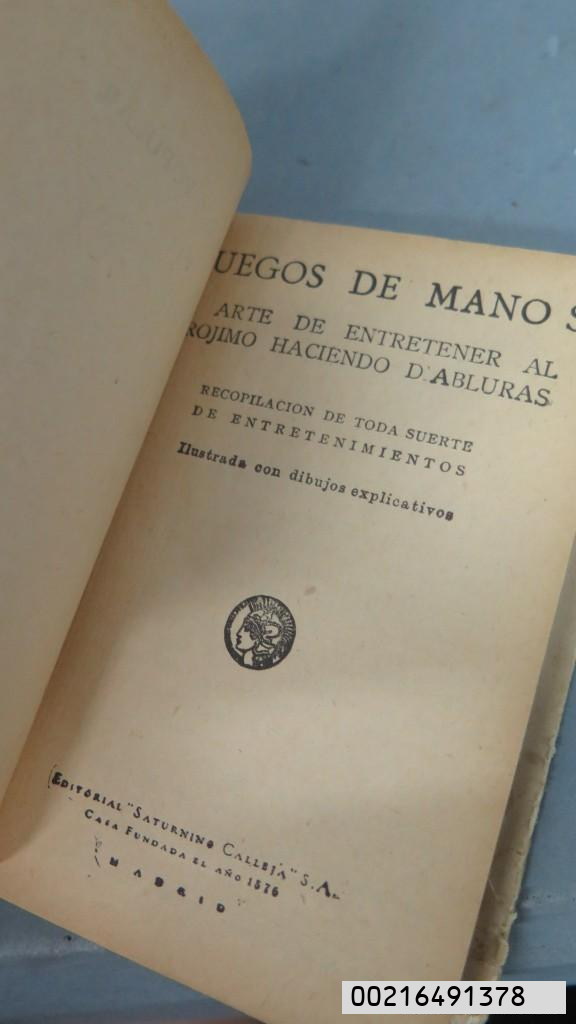 UEGOS DE MANOS
ARTE DE ENTRETENER AL
ROJIMO HACIENDO D.ABLURAS
RECOPILACION DE TODA SUERTE
DE ENTRETENIMIENTOS
Ilustrada con dibujos explicativos
EDITORIAL "SATURNINO CALLEJA" S.A.
CASA FUNDADA EL AÑO 1876
MADRID
00216491378